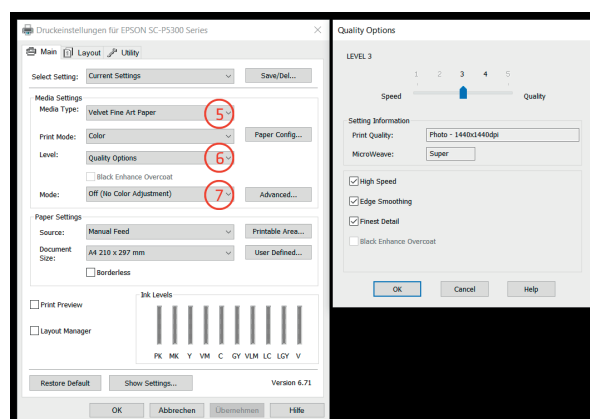 Druckeinstellungen für EPSON SC-P5300 Series
Main Layout Utility
Select Setting: Current Settings Save/Del...
Media Settings
Media Type: Velvet Fine Art Paper 5
Print Mode: Color Paper Config...
Level: Quality Options 6
Black Enhance Overcoat
Mode: Off (No Color Adjustment) 7 Advanced...
Paper Settings
Source: Manual Feed Printable Area...
Document Size: A4 210 x 297 mm User Defined...
Borderless
Print Preview
Layout Manager
Ink Levels
PK MK Y VM C GY VLM LC LGY V
Restore Default Show Settings... Version 6.71
OK Abbrechen Übernehmen Hilfe
Quality Options
LEVEL 3
1 2 3 4 5
Speed Quality
Setting Information
Print Quality: Photo - 1440x1440dpi
MicroWeave: Super
High Speed
Edge Smoothing
Finest Detail
Black Enhance Overcoat
OK Cancel Help